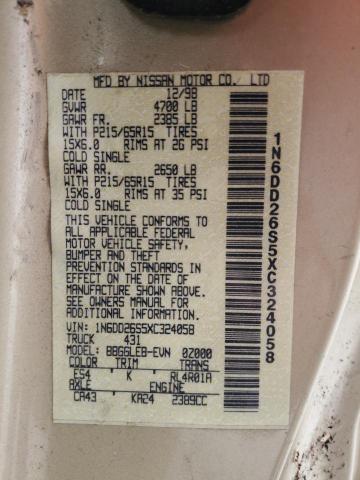 MFD BY NISSAN MOTOR CO., LTD
DATE 12/98
GVWR 4700 LB
GAWR FR. 2385 LB
WITH P215/65R15 TIRES
15X6.0 RIMS AT 26 PSI
COLD SINGLE
GAWR RR. 2650 LB
WITH P215/65R15 TIRES
15X6.0 RIMS AT 35 PSI
COLD SINGLE
THIS VEHICLE CONFORMS TO
ALL APPLICABLE FEDERAL
MOTOR VEHICLE SAFETY,
BUMPER AND THEFT
PREVENTION STANDARDS IN
EFFECT ON THE DATE OF
MANUFACTURE SHOWN ABOVE.
SEE OWNERS MANUAL FOR
ADDITIONAL INFORMATION.
VIN: 1N6DD26S5XC324058
TRUCK 431
MODEL: BBGGLEB-EVN 0Z000
COLOR TRIM TRANS
ES4 K RL4R01A
AXLE ENGINE
CA43 KA24 2389CC
1N6DD26S5XC324058